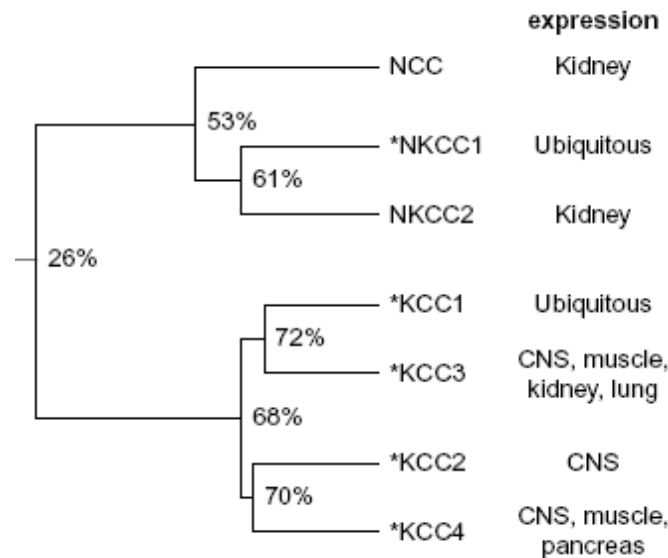 expression
NCC Kidney
53%
*NKCC1 Ubiquitous
61%
NKCC2 Kidney
26%
*KCC1 Ubiquitous
72%
*KCC3 CNS, muscle,
kidney, lung
68%
*KCC2 CNS
70%
*KCC4 CNS, muscle,
pancreas